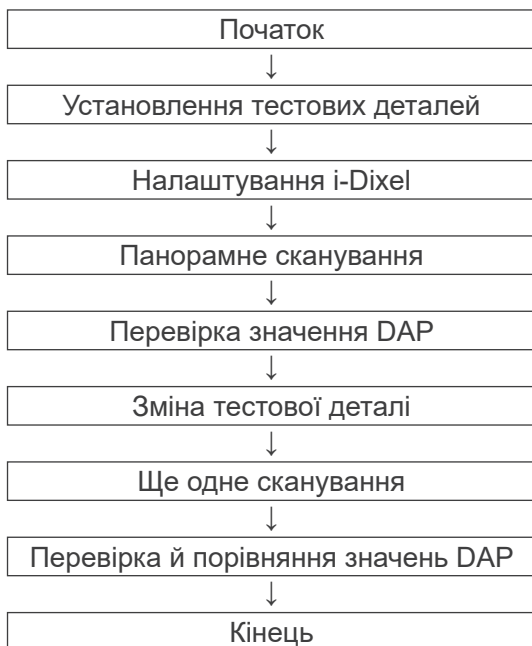 Початок
↓
Установлення тестових деталей
↓
Налаштування i-Dixel
↓
Панорамне сканування
↓
Перевірка значення DAP
↓
Зміна тестової деталі
↓
Ще одне сканування
↓
Перевірка й порівняння значень DAP
↓
Кінець